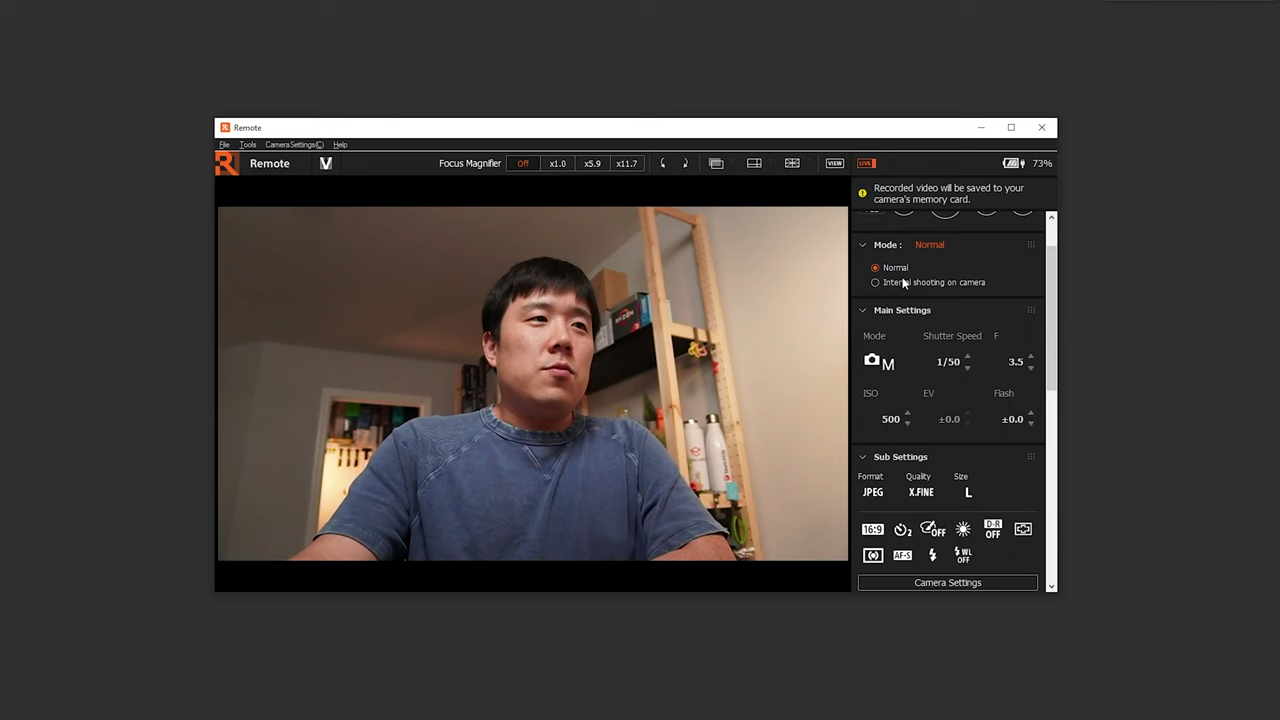 Remote
File Tools CameraSettings(C) Help
Remote V Focus Magnifier Off x1.0 x5.9 x11.7 VIEW LIVE 73%
Recorded video will be saved to your
camera's memory card.
Mode : Normal
Normal
Interval shooting on camera
Main Settings
Mode Shutter Speed F
M 1/50 3.5
ISO EV Flash
500 ±0.0 ±0.0
Sub Settings
Format Quality Size
JPEG X.FINE L
16:9 2 OFF D-R OFF
AF-S WL OFF
Camera Settings
RYZEN